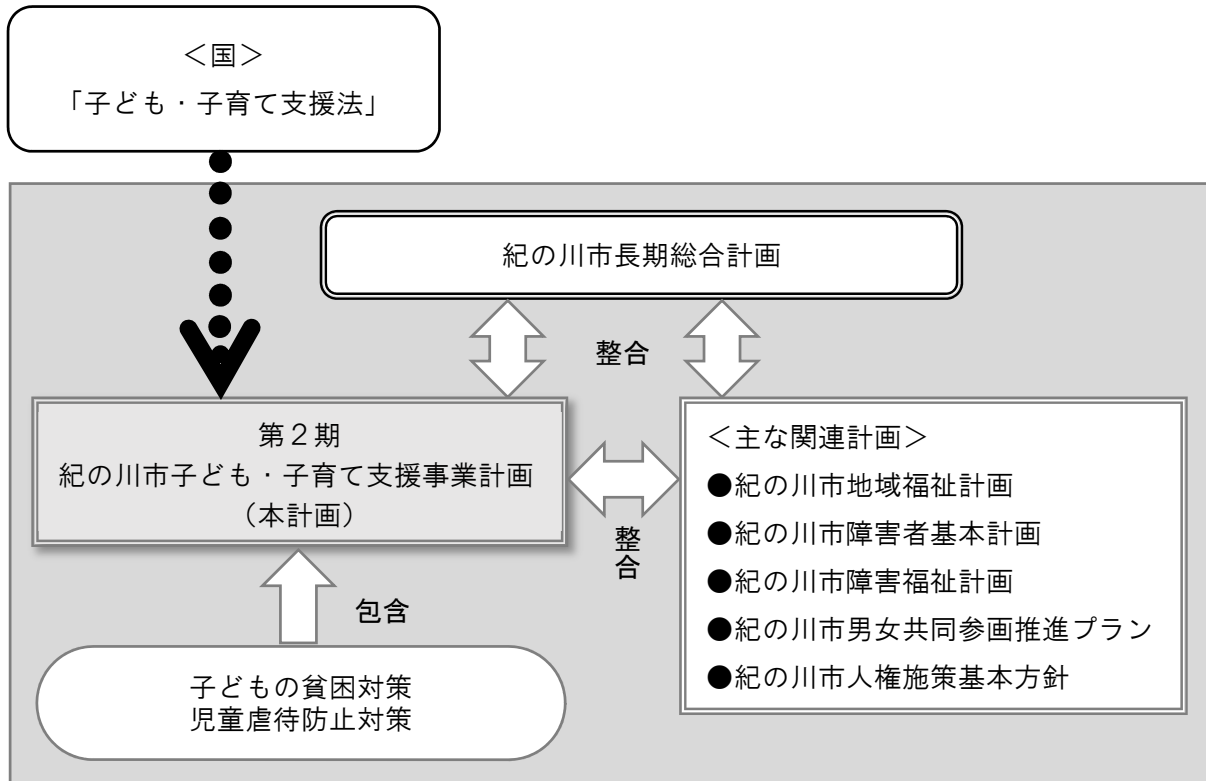 ＜国＞
「子ども・子育て支援法」
紀の川市長期総合計画
整合
第２期
紀の川市子ども・子育て支援事業計画
（本計画）
整合
＜主な関連計画＞
●紀の川市地域福祉計画
●紀の川市障害者基本計画
●紀の川市障害福祉計画
●紀の川市男女共同参画推進プラン
●紀の川市人権施策基本方針
包含
子どもの貧困対策
児童虐待防止対策